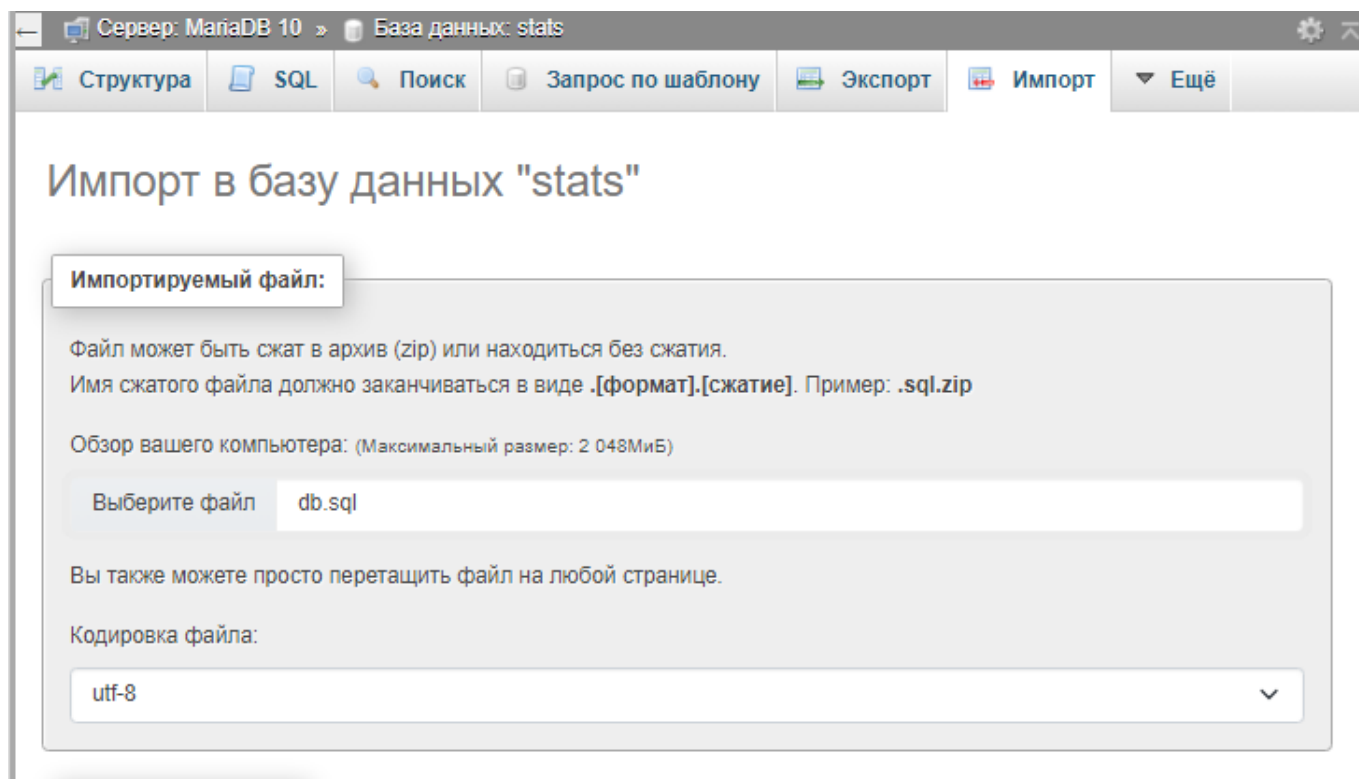 ← Сервер: MariaDB 10 » База данных: stats
Структура SQL Поиск Запрос по шаблону Экспорт Импорт Ещё
Импорт в базу данных "stats"
Импортируемый файл:
Файл может быть сжат в архив (zip) или находиться без сжатия.
Имя сжатого файла должно заканчиваться в виде .[формат].[сжатие]. Пример: .sql.zip
Обзор вашего компьютера: (Максимальный размер: 2 048МиБ)
Выберите файл db.sql
Вы также можете просто перетащить файл на любой странице.
Кодировка файла:
utf-8